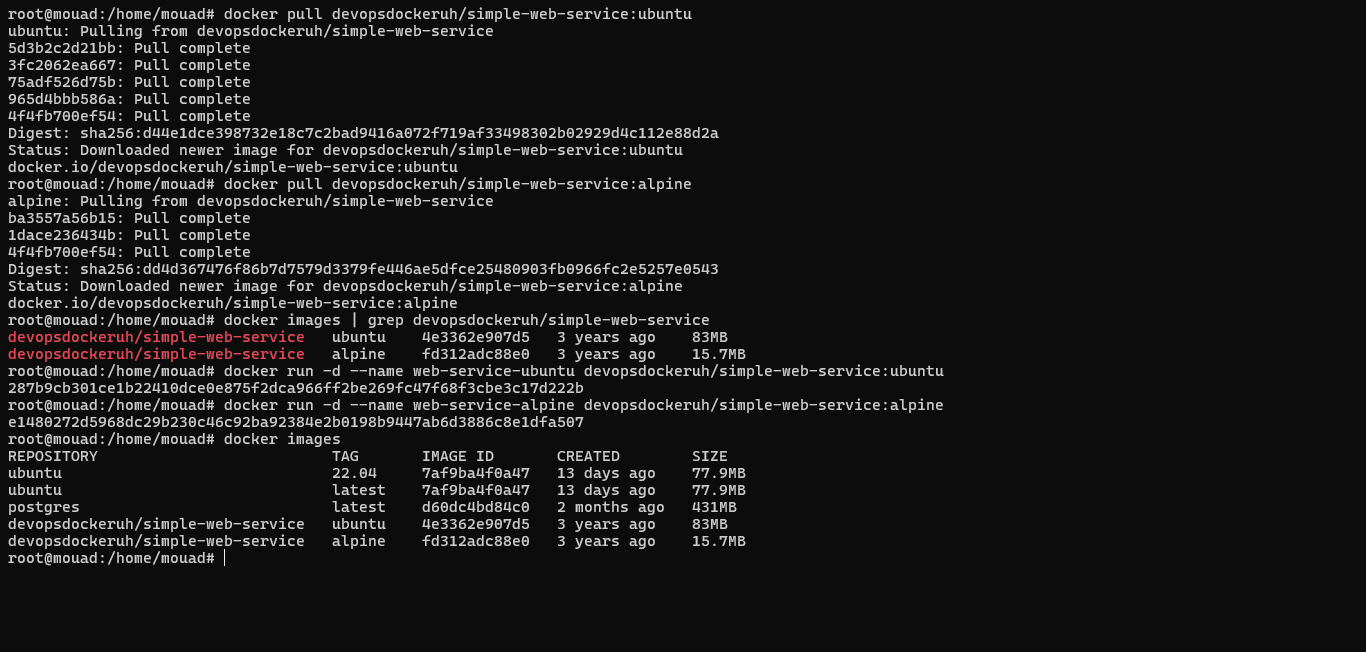 root@mouad:/home/mouad# docker pull devopsdockeruh/simple-web-service:ubuntu
ubuntu: Pulling from devopsdockeruh/simple-web-service
5d3b2c2d21bb: Pull complete
3fc2062ea667: Pull complete
75adf526d75b: Pull complete
965d4bbb586a: Pull complete
4f4fb700ef54: Pull complete
Digest: sha256:d44e1dce398732e18c7c2bad9416a072f719af33498302b02929d4c112e88d2a
Status: Downloaded newer image for devopsdockeruh/simple-web-service:ubuntu
docker.io/devopsdockeruh/simple-web-service:ubuntu
root@mouad:/home/mouad# docker pull devopsdockeruh/simple-web-service:alpine
alpine: Pulling from devopsdockeruh/simple-web-service
ba3557a56b15: Pull complete
1dace236434b: Pull complete
4f4fb700ef54: Pull complete
Digest: sha256:dd4d367476f86b7d7579d3379fe446ae5dfce25480903fb0966fc2e5257e0543
Status: Downloaded newer image for devopsdockeruh/simple-web-service:alpine
docker.io/devopsdockeruh/simple-web-service:alpine
root@mouad:/home/mouad# docker images | grep devopsdockeruh/simple-web-service
devopsdockeruh/simple-web-service   ubuntu    4e3362e907d5   3 years ago    83MB
devopsdockeruh/simple-web-service   alpine    fd312adc88e0   3 years ago    15.7MB
root@mouad:/home/mouad# docker run -d --name web-service-ubuntu devopsdockeruh/simple-web-service:ubuntu
287b9cb301ce1b22410dce0e875f2dca966ff2be269fc47f68f3cbe3c17d222b
root@mouad:/home/mouad# docker run -d --name web-service-alpine devopsdockeruh/simple-web-service:alpine
e1480272d5968dc29b230c46c92ba92384e2b0198b9447ab6d3886c8e1dfa507
root@mouad:/home/mouad# docker images
REPOSITORY                          TAG       IMAGE ID       CREATED        SIZE
ubuntu                              22.04     7af9ba4f0a47   13 days ago    77.9MB
ubuntu                              latest    7af9ba4f0a47   13 days ago    77.9MB
postgres                            latest    d60dc4bd84c0   2 months ago   431MB
devopsdockeruh/simple-web-service   ubuntu    4e3362e907d5   3 years ago    83MB
devopsdockeruh/simple-web-service   alpine    fd312adc88e0   3 years ago    15.7MB
root@mouad:/home/mouad#